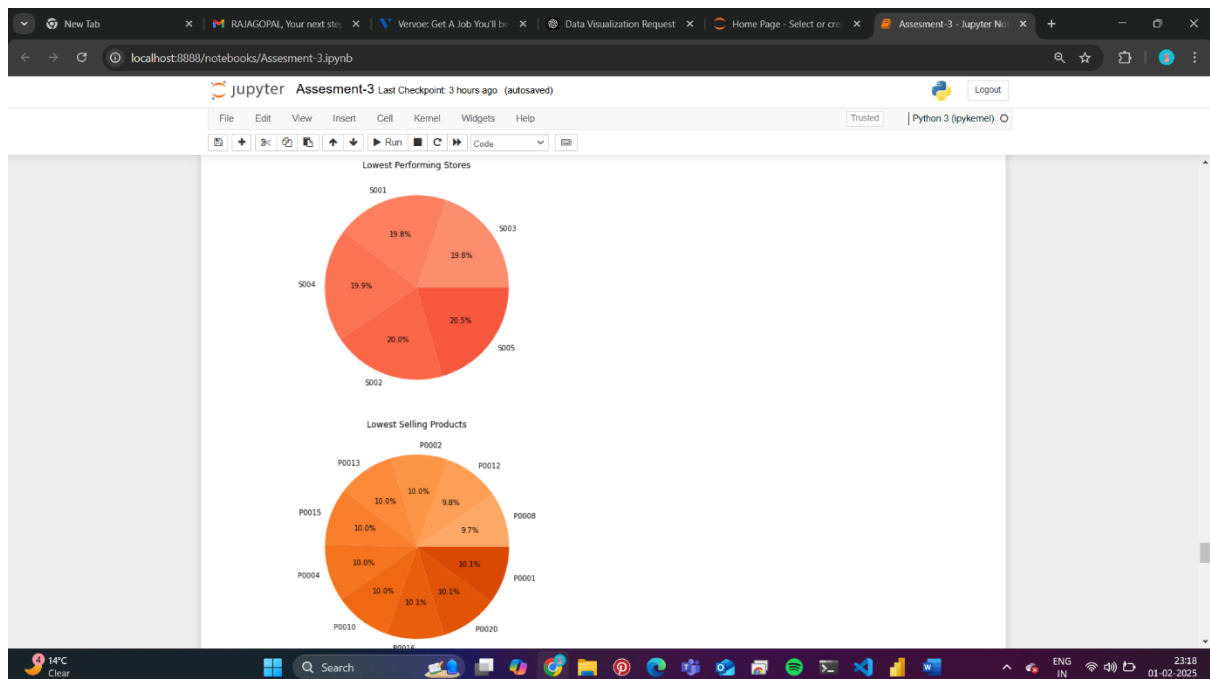 New Tab
RAJAGOPAL, Your next ste
Vervoe: Get A Job You'll be
Data Visualization Request
Home Page - Select or cre
Assesment-3 - Jupyter No
localhost:8888/notebooks/Assesment-3.ipynb
jupyter Assesment-3 Last Checkpoint: 3 hours ago (autosaved)
Logout
File Edit View Insert Cell Kernel Widgets Help
Trusted
Python 3 (ipykernel)
Run
Code
Lowest Performing Stores
S001
S003
19.8%
19.8%
S004
19.9%
20.5%
20.0%
S005
S002
Lowest Selling Products
P0002
P0013
P0012
10.0%
10.0%
9.8%
P0015
P0008
10.0%
9.7%
10.0%
10.1%
P0004
P0001
10.0%
10.1%
10.1%
P0010
P0020
P0016
4
14°C
Clear
Search
ENG
IN
23:18
01-02-2025